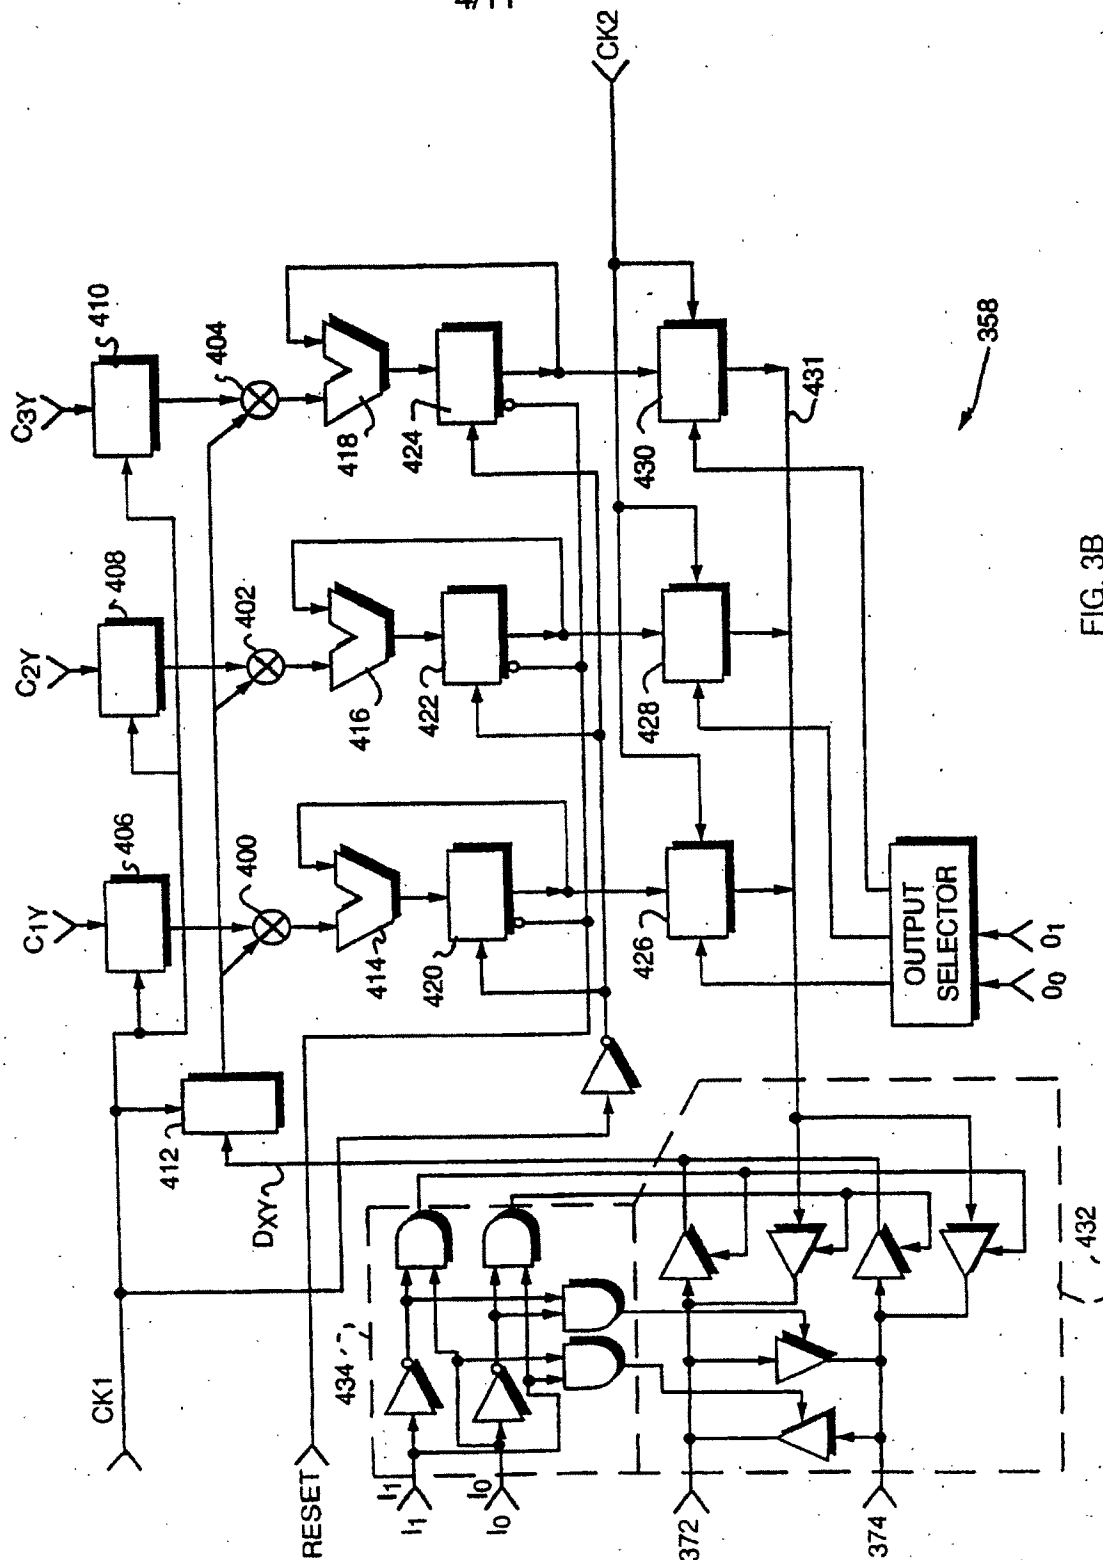 4/11
C3Y
410
404
418
424
430
431
CK2
358
FIG. 3B
C2Y
408
402
416
422
428
C1Y
406
400
414
420
426
OUTPUT
SELECTOR
O0
O1
412
DXY
CK1
RESET
434
I1
I1
I0
I0
372
374
432